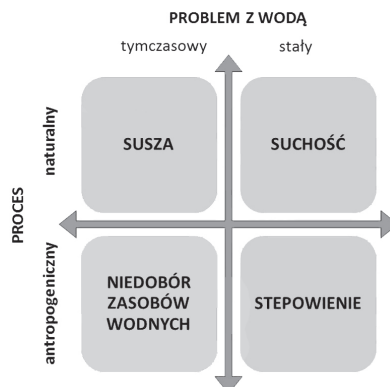 PROBLEM Z WODĄ
tymczasowy
stały
PROCES
naturalny
SUSZA
SUCHOŚĆ
antropogeniczny
NIEDOBÓR
ZASOBÓW
WODNYCH
STEPOWIENIE